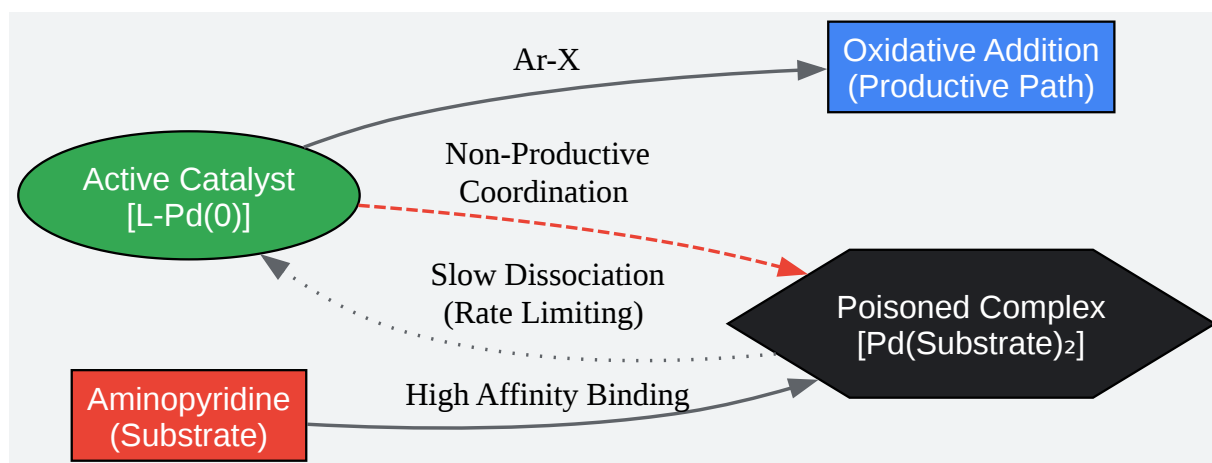 Ar-X
Oxidative Addition
(Productive Path)
Active Catalyst
[L-Pd(0)]
Non-Productive
Coordination
Slow Dissociation
(Rate Limiting)
Poisoned Complex
[Pd(Substrate)₂]
Aminopyridine
(Substrate)
High Affinity Binding